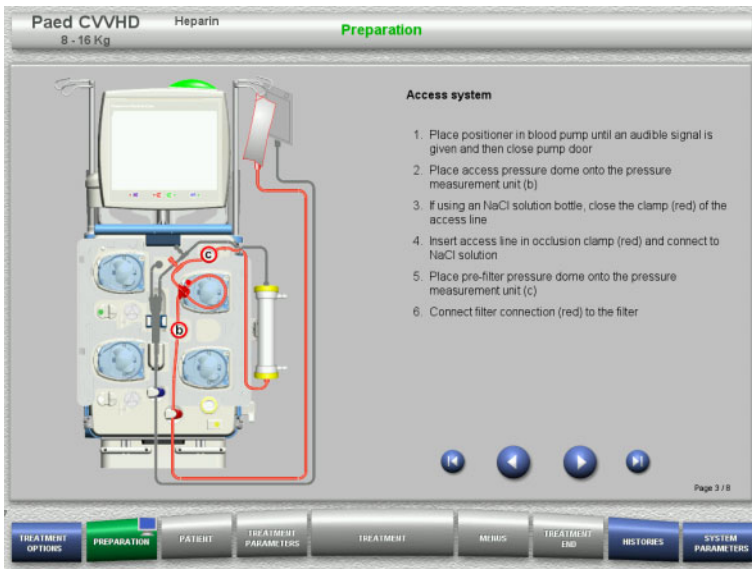 Paed CVVHD Heparin
8 - 16 Kg
Preparation
Access system
1. Place positioner in blood pump until an audible signal is
given and then close pump door
2. Place access pressure dome onto the pressure
measurement unit (b)
3. If using an NaCl solution bottle, close the clamp (red) of the
access line
4. Insert access line in occlusion clamp (red) and connect to
NaCl solution
5. Place pre-filter pressure dome onto the pressure
measurement unit (c)
6. Connect filter connection (red) to the filter
c
b
Page 3 / 8
TREATMENT
OPTIONS
PREPARATION
PATIENT
TREATMENT
PARAMETERS
TREATMENT
MENUS
TREATMENT
END
HISTORIES
SYSTEM
PARAMETERS